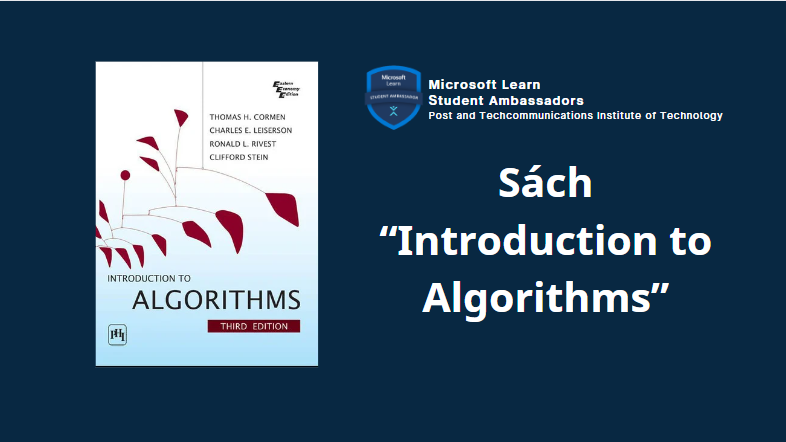 Eastern
Economy
Edition
THOMAS H. CORMEN
CHARLES E. LEISERSON
RONALD L. RIVEST
CLIFFORD STEIN
INTRODUCTION TO
ALGORITHMS
THIRD EDITION
PHI
Microsoft
Learn
STUDENT AMBASSADOR
Microsoft Learn
Student Ambassadors
Post and Techcommunications Institute of Technology
Sách
“Introduction to
Algorithms”